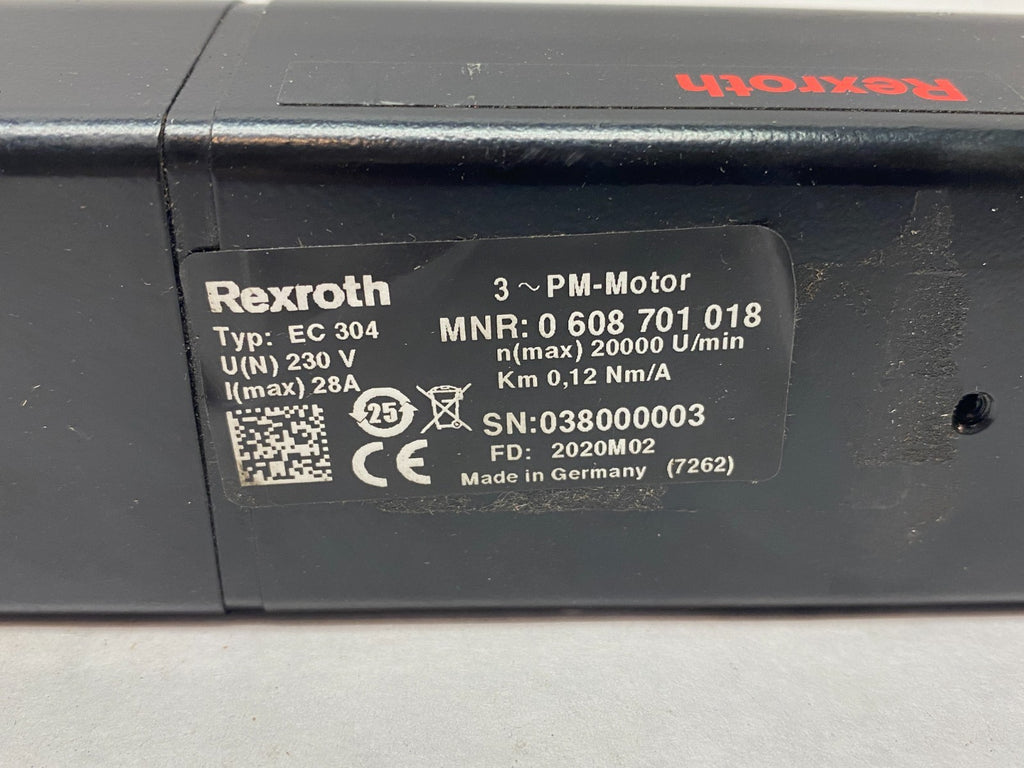 Rexroth
Rexroth
3 ~ PM-Motor
Typ: EC 304
MNR: 0 608 701 018
U(N) 230 V
n(max) 20000 U/min
I(max) 28A
Km 0,12 Nm/A
25
SN:038000003
CE
FD: 2020M02
Made in Germany (7262)